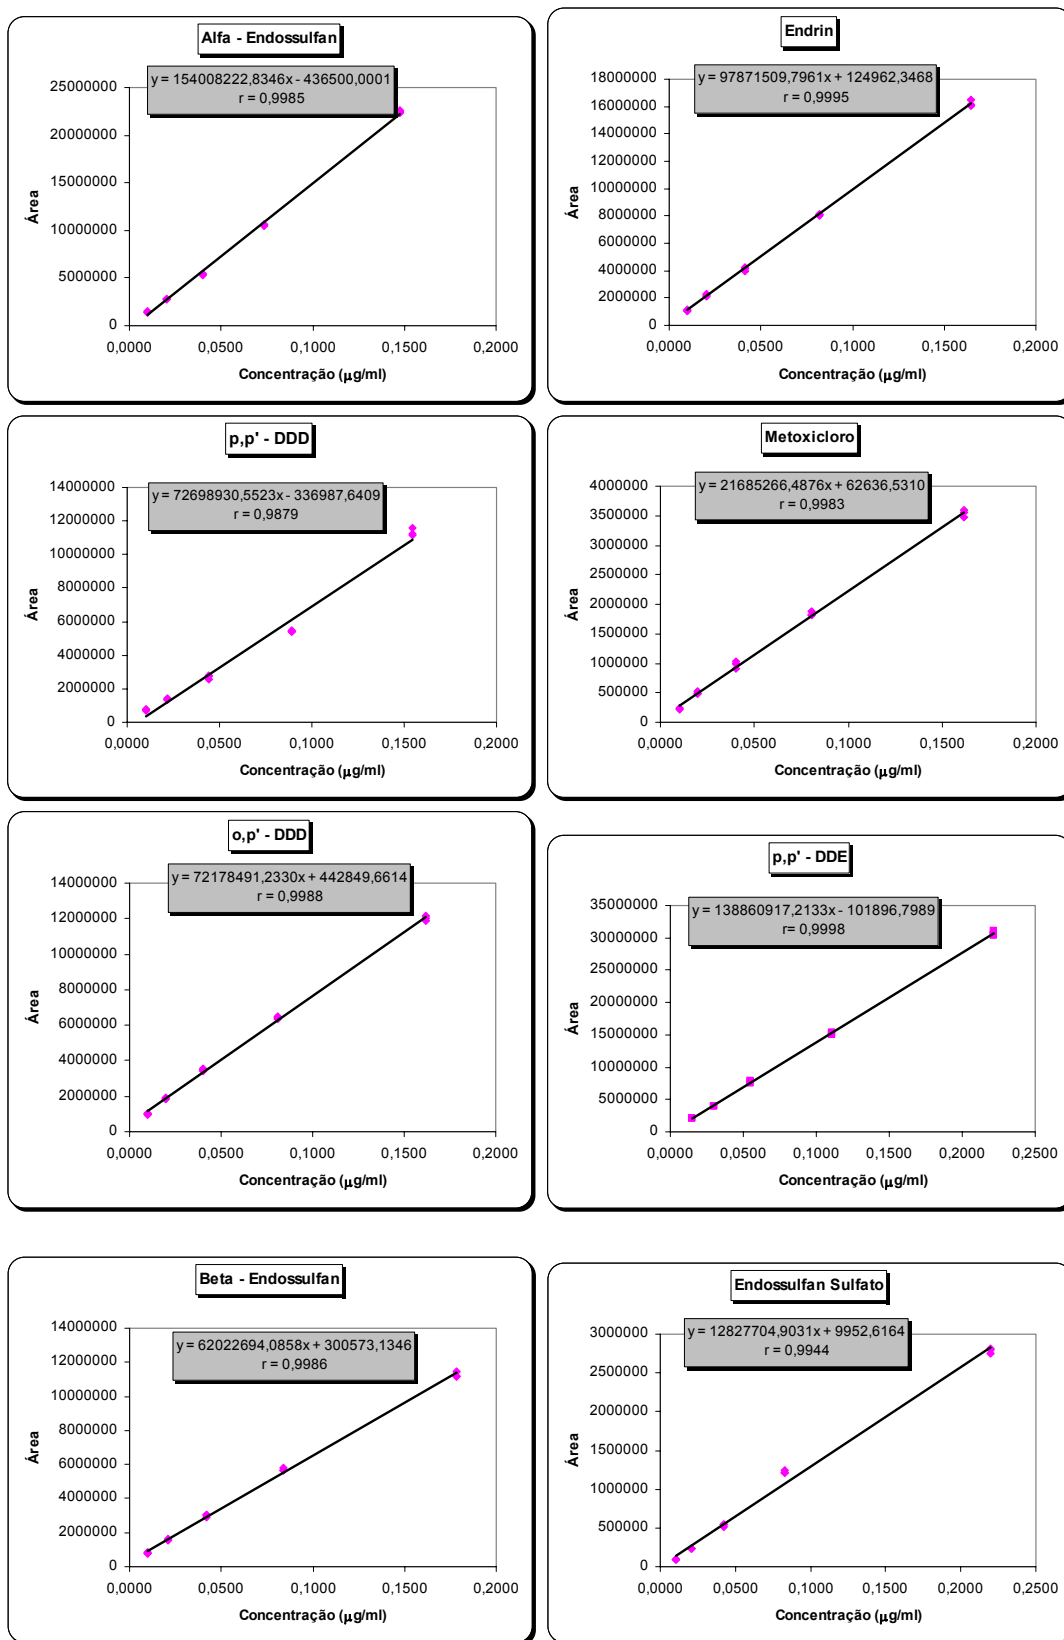 Alfa - Endossulfan
y = 154008222,8346x - 436500,0001
r = 0,9985
25000000
20000000
15000000
10000000
5000000
0
0,0000 0,0500 0,1000 0,1500 0,2000
Área
Concentração (µg/ml)
Endrin
y = 97871509,7961x + 124962,3468
r = 0,9995
18000000
16000000
14000000
12000000
10000000
8000000
6000000
4000000
2000000
0
0,0000 0,0500 0,1000 0,1500 0,2000
Área
Concentração (µg/ml)
p,p' - DDD
y = 72698930,5523x - 336987,6409
r = 0,9879
14000000
12000000
10000000
8000000
6000000
4000000
2000000
0
0,0000 0,0500 0,1000 0,1500 0,2000
Área
Concentração (µg/ml)
Metoxicloro
y = 21685266,4876x + 62636,5310
r = 0,9983
4000000
3500000
3000000
2500000
2000000
1500000
1000000
500000
0
0,0000 0,0500 0,1000 0,1500 0,2000
Área
Concentração (µg/ml)
o,p' - DDD
y = 72178491,2330x + 442849,6614
r = 0,9988
14000000
12000000
10000000
8000000
6000000
4000000
2000000
0
0,0000 0,0500 0,1000 0,1500 0,2000
Área
Concentração (µg/ml)
p,p' - DDE
y = 138860917,2133x - 101896,7989
r= 0,9998
35000000
30000000
25000000
20000000
15000000
10000000
5000000
0
0,0000 0,0500 0,1000 0,1500 0,2000 0,2500
Área
Concentração (µg/ml)
Beta - Endossulfan
y = 62022694,0858x + 300573,1346
r = 0,9986
14000000
12000000
10000000
8000000
6000000
4000000
2000000
0
0,0000 0,0500 0,1000 0,1500 0,2000
Área
Concentração (µg/ml)
Endossulfan Sulfato
y = 12827704,9031x + 9952,6164
r = 0,9944
3000000
2500000
2000000
1500000
1000000
500000
0
0,0000 0,0500 0,1000 0,1500 0,2000 0,2500
Área
Concentração (µg/ml)